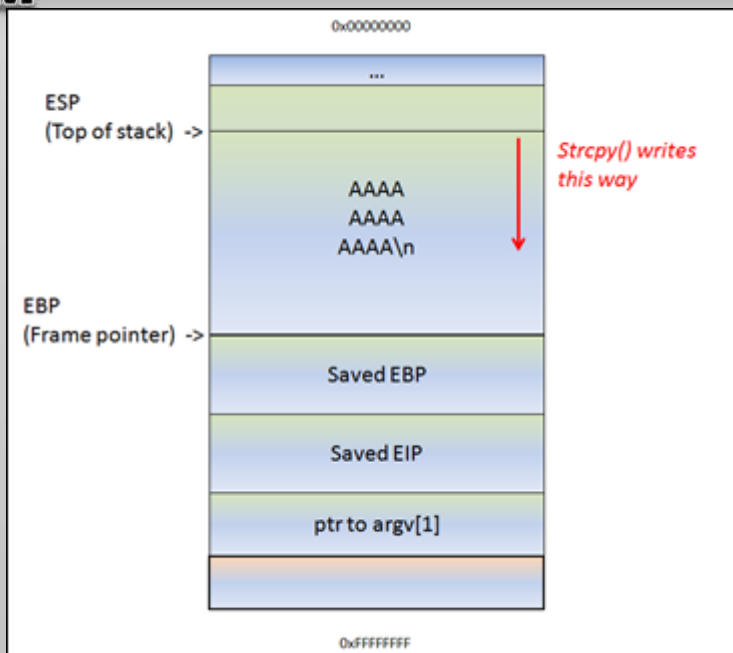 0x00000000
...
ESP
(Top of stack) ->
Strcpy() writes
this way
AAAA
AAAA
AAAA\n
EBP
(Frame pointer) ->
Saved EBP
Saved EIP
ptr to argv[1]
0xFFFFFFFF